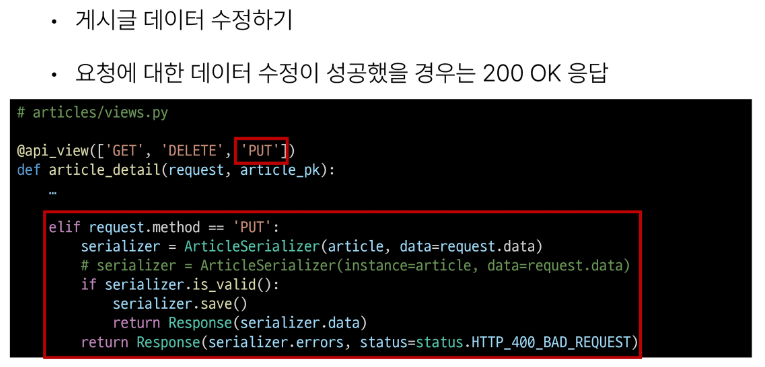 • 게시글 데이터 수정하기
• 요청에 대한 데이터 수정이 성공했을 경우는 200 OK 응답
# articles/views.py
@api_view(['GET', 'DELETE', 'PUT'])
def article_detail(request, article_pk):
    …
    elif request.method == 'PUT':
        serializer = ArticleSerializer(article, data=request.data)
        # serializer = ArticleSerializer(instance=article, data=request.data)
        if serializer.is_valid():
            serializer.save()
            return Response(serializer.data)
        return Response(serializer.errors, status=status.HTTP_400_BAD_REQUEST)